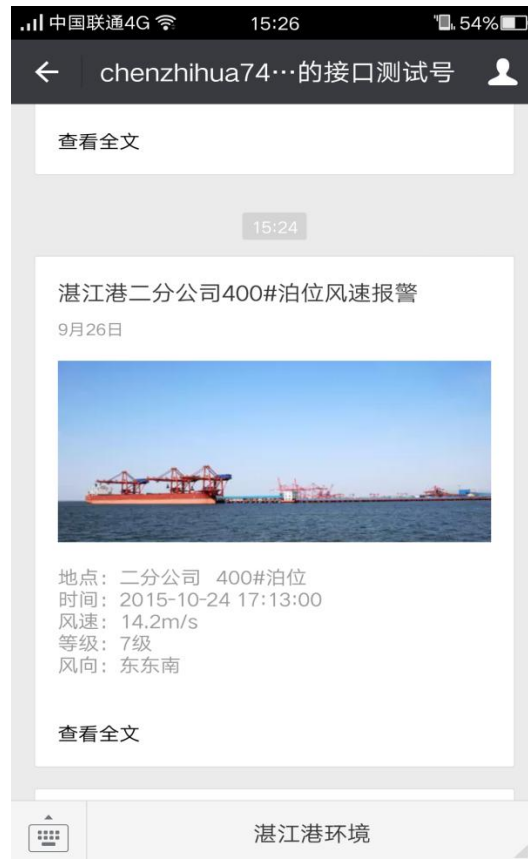 中国联通4G 15:26 54%
chenzhihua74…的接口测试号
查看全文
15:24
湛江港二分公司400#泊位风速报警
9月26日
地点：二分公司 400#泊位
时间：2015-10-24 17:13:00
风速：14.2m/s
等级：7级
风向：东东南
查看全文
湛江港环境